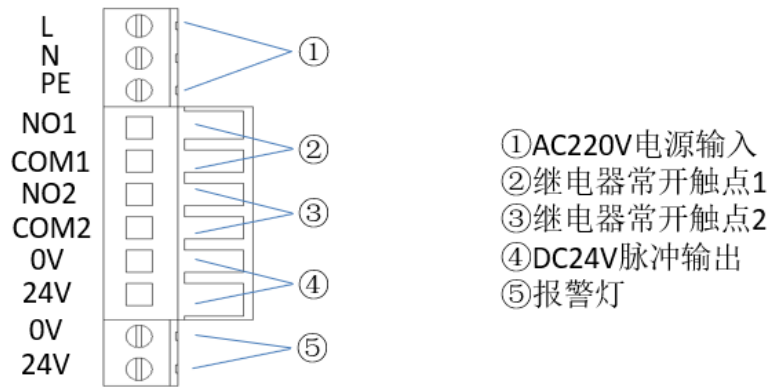 L
N
PE
NO1
COM1
NO2
COM2
0V
24V
0V
24V
①
②
③
④
⑤
①AC220V电源输入
②继电器常开触点1
③继电器常开触点2
④DC24V脉冲输出
⑤报警灯